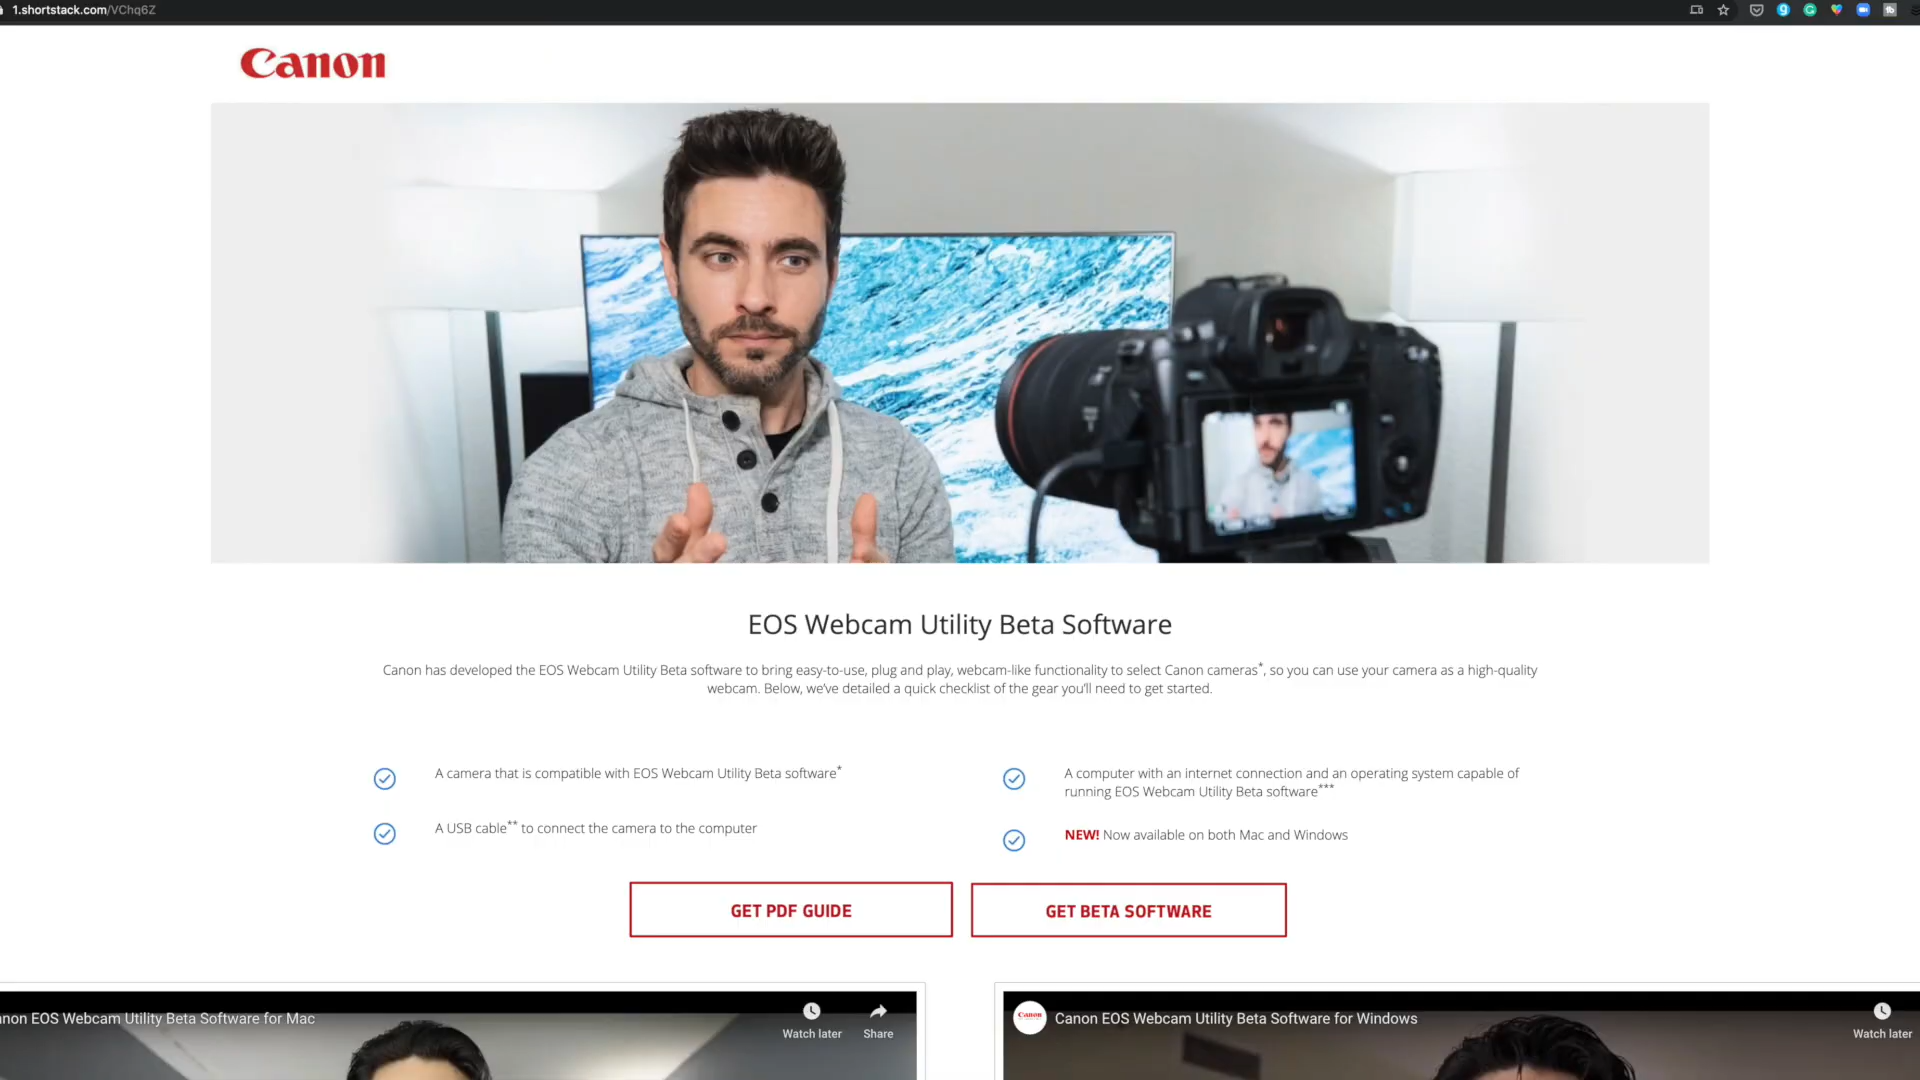 1.shortstack.com/VChq6Z
Canon
EOS Webcam Utility Beta Software
Canon has developed the EOS Webcam Utility Beta software to bring easy-to-use, plug and play, webcam-like functionality to select Canon cameras*, so you can use your camera as a high-quality
webcam. Below, we've detailed a quick checklist of the gear you'll need to get started.
A camera that is compatible with EOS Webcam Utility Beta software*
A USB cable** to connect the camera to the computer
A computer with an internet connection and an operating system capable of
running EOS Webcam Utility Beta software***
NEW! Now available on both Mac and Windows
GET PDF GUIDE
GET BETA SOFTWARE
non EOS Webcam Utility Beta Software for Mac
Watch later
Share
Canon
Canon EOS Webcam Utility Beta Software for Windows
Watch later